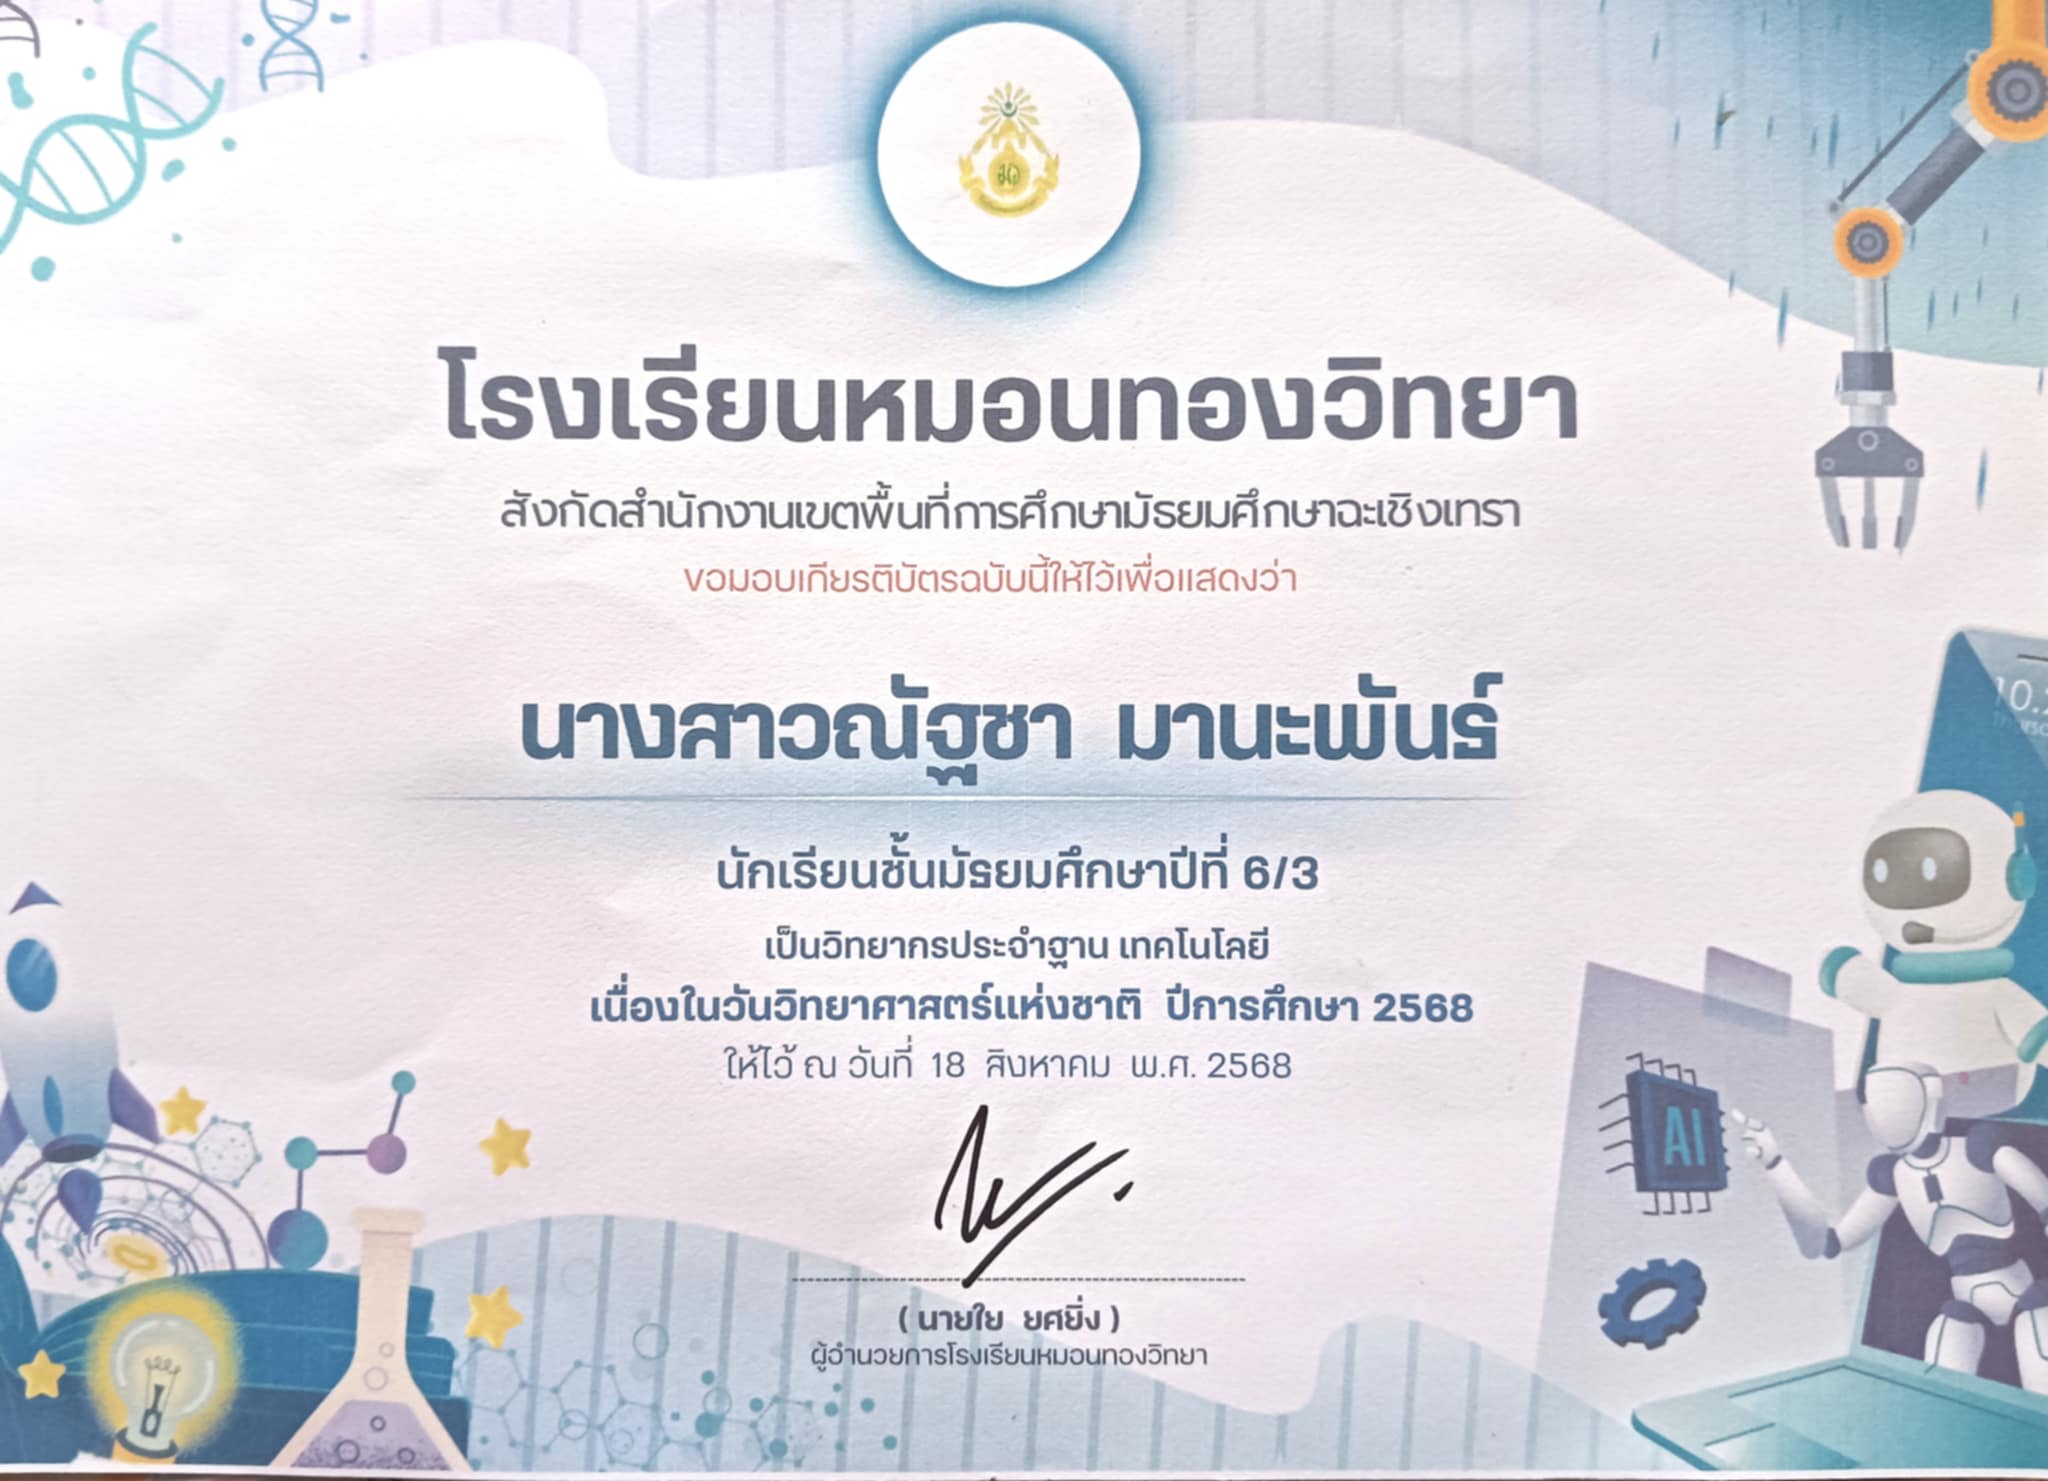 โรงเรียนหมอนทองวิทยา
สังกัดสำนักงานเขตพื้นที่การศึกษามัธยมศึกษาฉะเชิงเทรา
ขอมอบเกียรติบัตรฉบับนี้ให้ไว้เพื่อแสดงว่า
นางสาวณัฐชา มานะพันธ์
นักเรียนชั้นมัธยมศึกษาปีที่ 6/3
เป็นวิทยากรประจำฐาน เทคโนโลยี
เนื่องในวันวิทยาศาสตร์แห่งชาติ ปีการศึกษา 2568
ให้ไว้ ณ วันที่ 18 สิงหาคม พ.ศ. 2568
AI
( นายใย ยศยิ่ง )
ผู้อำนวยการโรงเรียนหมอนทองวิทยา